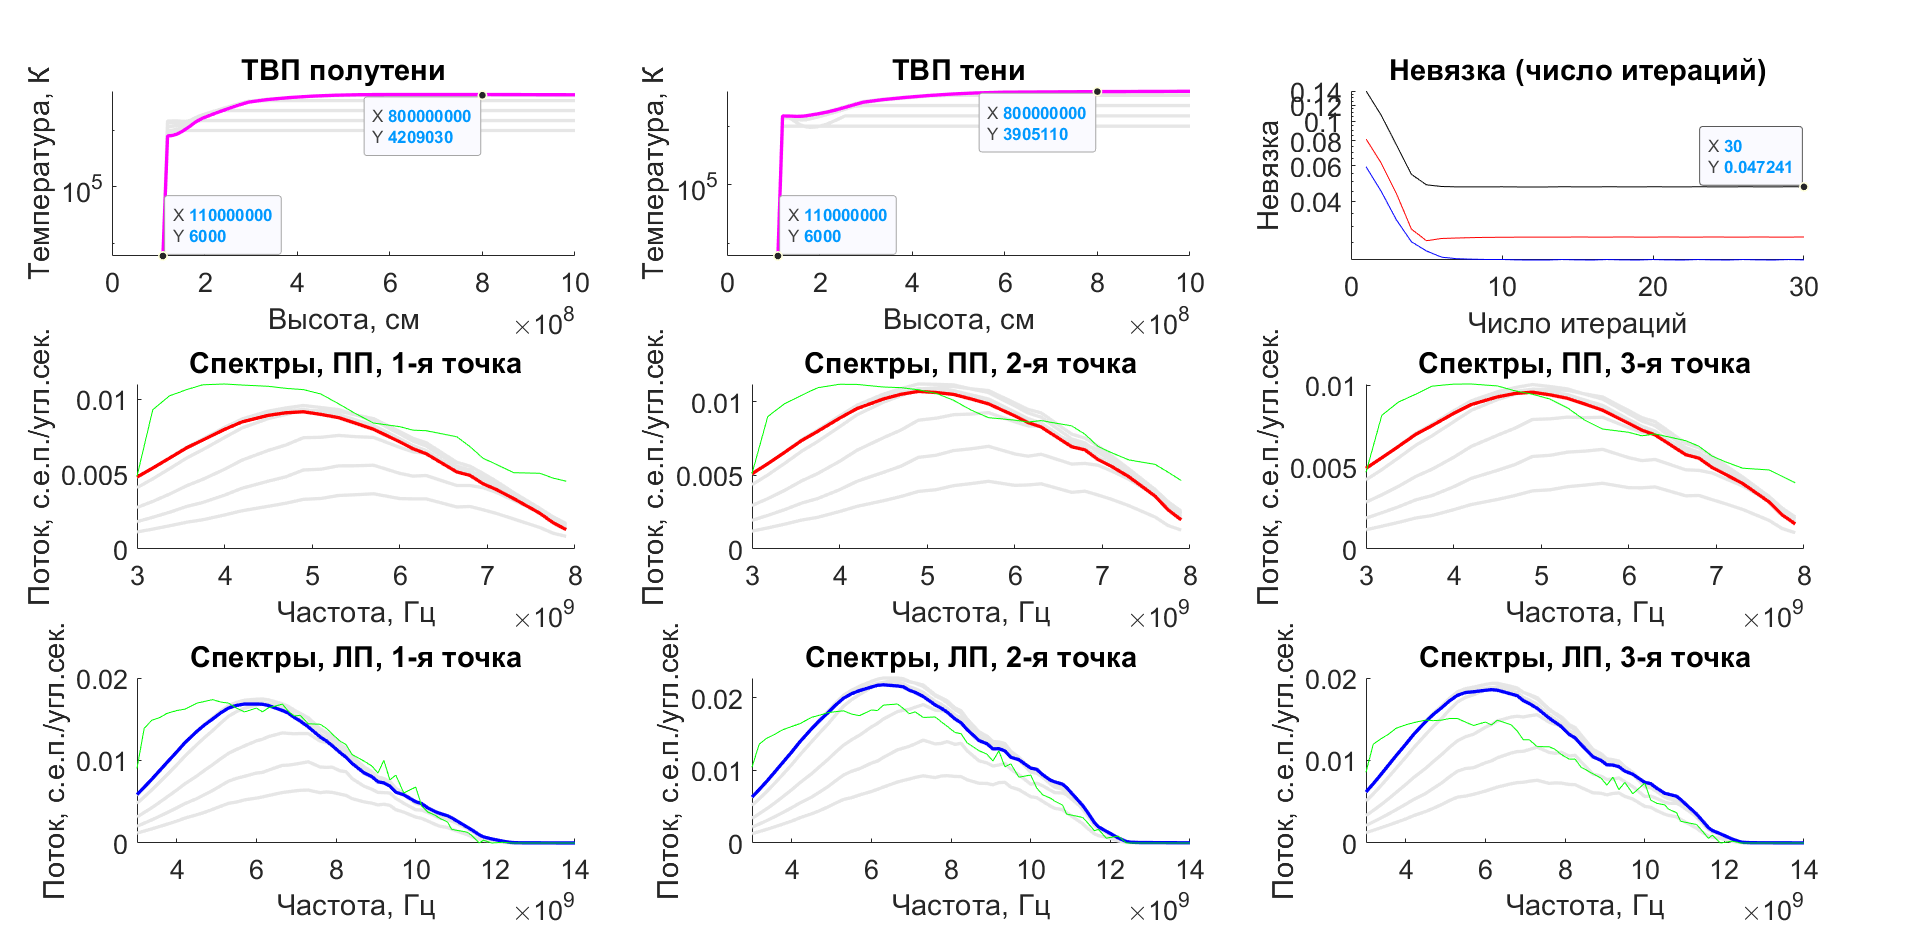 ТВП полутени
Температура, К
10^5
X 800000000
Y 4209030
X 110000000
Y 6000
0 2 4 6 8 10
Высота, см
×10^8
ТВП тени
Температура, К
10^5
X 800000000
Y 3905110
X 110000000
Y 6000
0 2 4 6 8 10
Высота, см
×10^8
Невязка (число итераций)
Невязка
0.14
0.12
0.1
0.08
0.06
0.04
X 30
Y 0.047241
0 10 20 30
Число итераций
Спектры, ПП, 1-я точка
Поток, с.е.п./угл.сек.
0.01
0.005
0
3 4 5 6 7 8
Частота, Гц
×10^9
Спектры, ПП, 2-я точка
Поток, с.е.п./угл.сек.
0.01
0.005
0
3 4 5 6 7 8
Частота, Гц
×10^9
Спектры, ПП, 3-я точка
Поток, с.е.п./угл.сек.
0.01
0.005
0
3 4 5 6 7 8
Частота, Гц
×10^9
Спектры, ЛП, 1-я точка
Поток, с.е.п./угл.сек.
0.02
0.01
0
4 6 8 10 12 14
Частота, Гц
×10^9
Спектры, ЛП, 2-я точка
Поток, с.е.п./угл.сек.
0.02
0.01
0
4 6 8 10 12 14
Частота, Гц
×10^9
Спектры, ЛП, 3-я точка
Поток, с.е.п./угл.сек.
0.02
0.01
0
4 6 8 10 12 14
Частота, Гц
×10^9